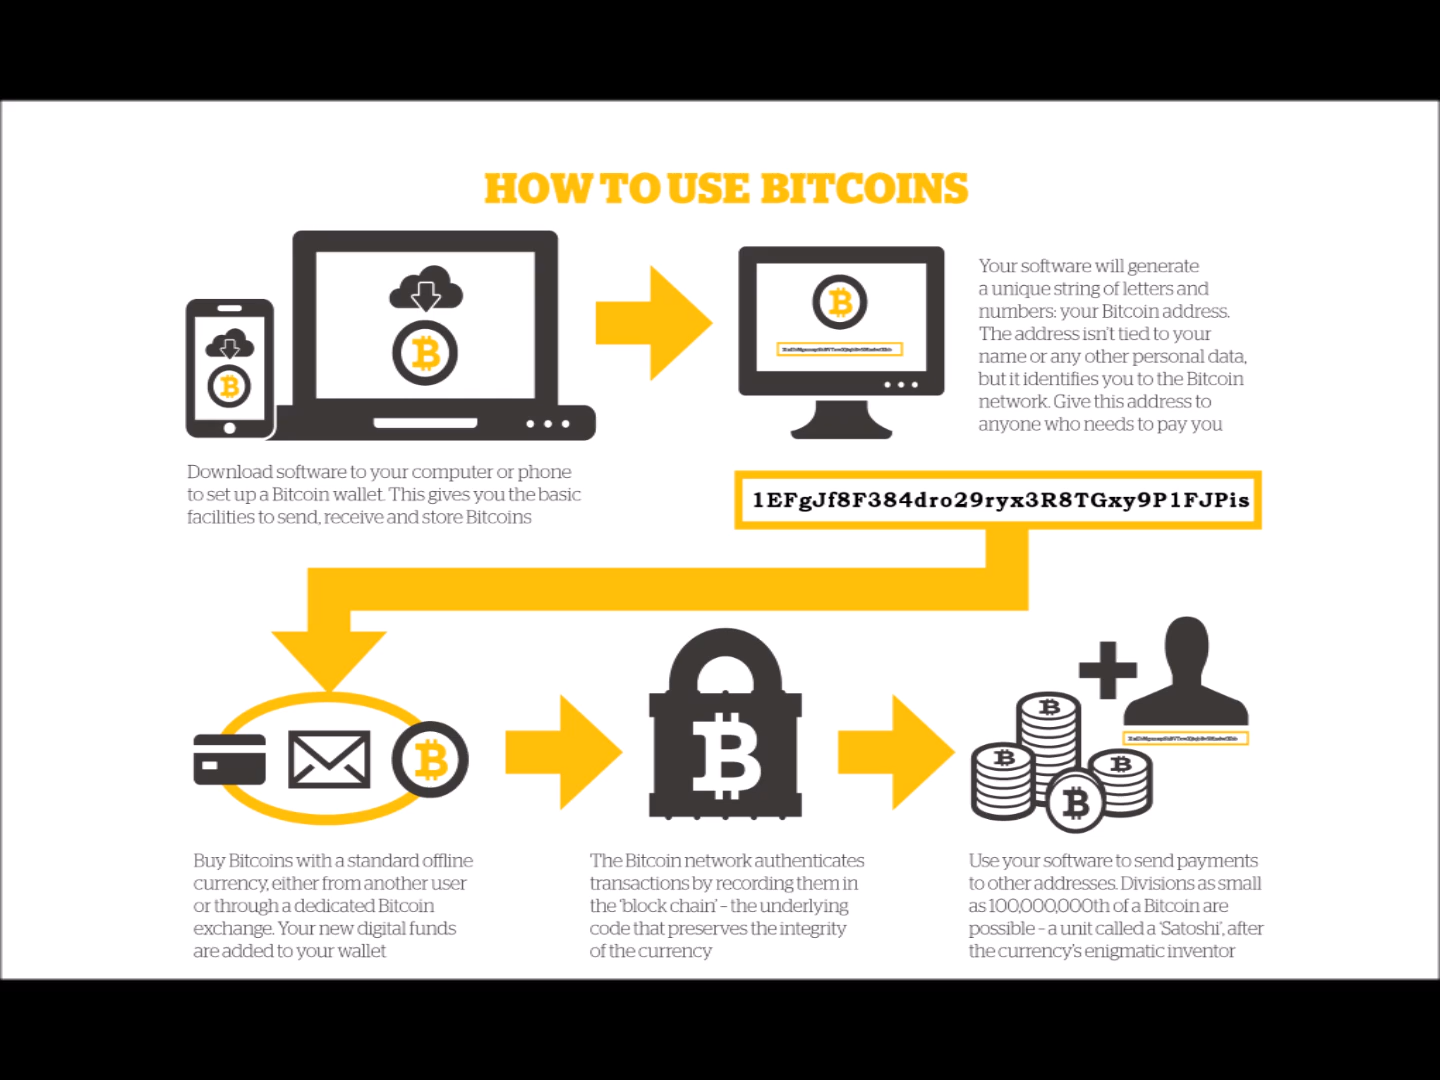 HOW TO USE BITCOINS
Your software will generate
a unique string of letters and
numbers: your Bitcoin address.
The address isn't tied to your
name or any other personal data,
but it identifies you to the Bitcoin
network. Give this address to
anyone who needs to pay you
Download software to your computer or phone
to set up a Bitcoin wallet. This gives you the basic
facilities to send, receive and store Bitcoins
1EFgJf8F384dro29ryx3R8TGxy9P1FJPis
Buy Bitcoins with a standard offline
currency, either from another user
or through a dedicated Bitcoin
exchange. Your new digital funds
are added to your wallet
The Bitcoin network authenticates
transactions by recording them in
the 'block chain' – the underlying
code that preserves the integrity
of the currency
Use your software to send payments
to other addresses. Divisions as small
as 100,000,000th of a Bitcoin are
possible – a unit called a 'Satoshi', after
the currency's enigmatic inventor